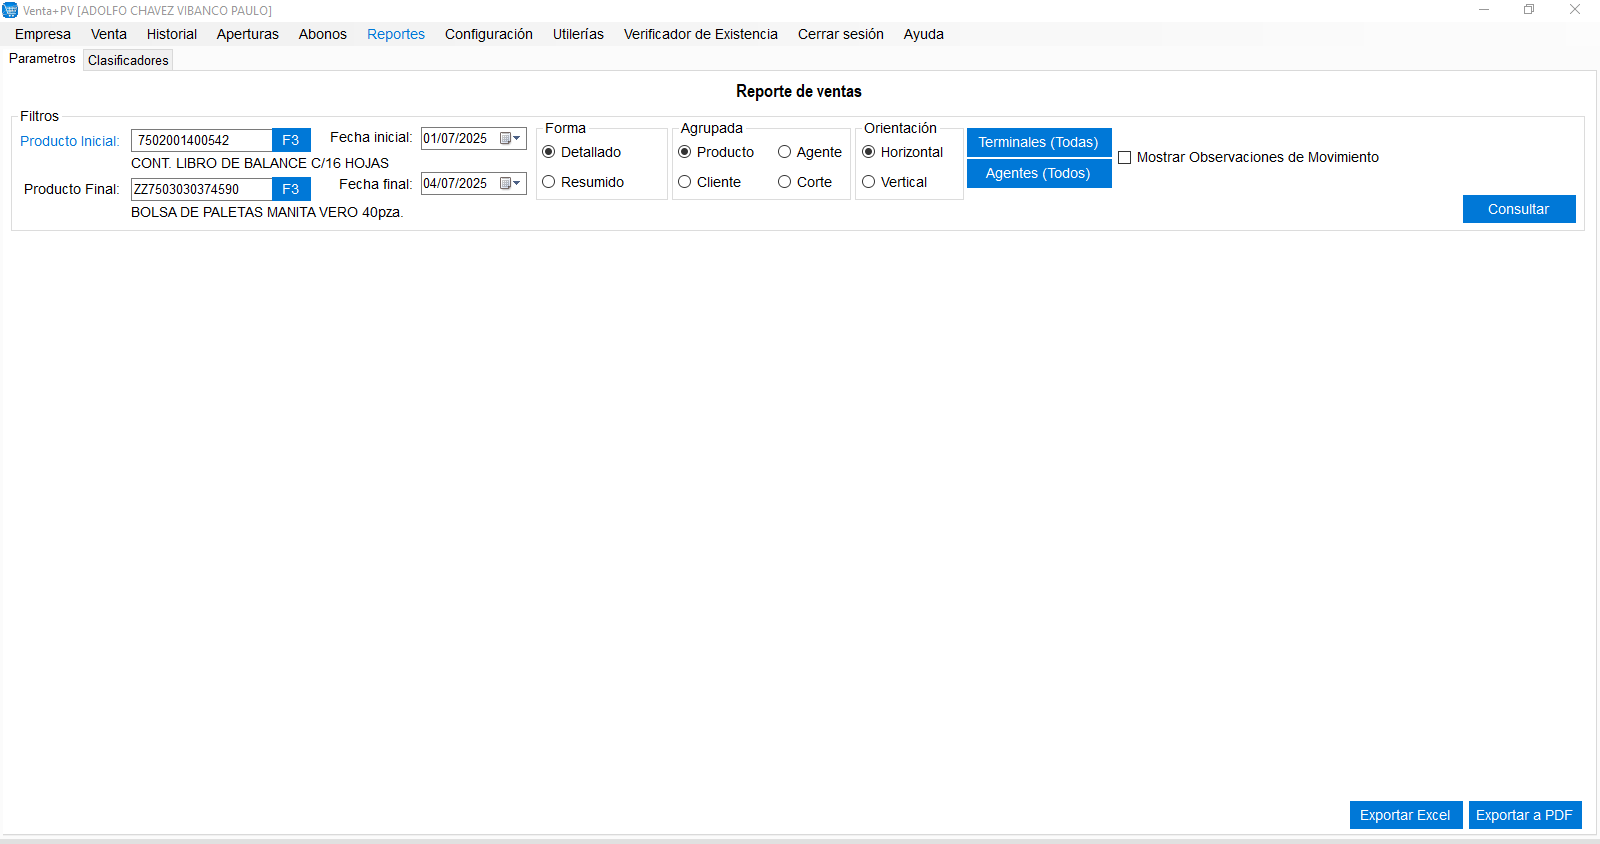 Venta+PV [ADOLFO CHAVEZ VIBANCO PAULO]
Empresa Venta Historial Aperturas Abonos Reportes Configuración Utilerías Verificador de Existencia Cerrar sesión Ayuda
Parametros Clasificadores
Reporte de ventas
Filtros
Producto Inicial: 7502001400542 F3
CONT. LIBRO DE BALANCE C/16 HOJAS
Producto Final: ZZ7503030374590 F3
BOLSA DE PALETAS MANITA VERO 40pza.
Fecha inicial: 01/07/2025
Fecha final: 04/07/2025
Forma
Detallado
Resumido
Agrupada
Producto Agente
Cliente Corte
Orientación
Horizontal
Vertical
Terminales (Todas)
Agentes (Todos)
Mostrar Observaciones de Movimiento
Consultar
Exportar Excel Exportar a PDF